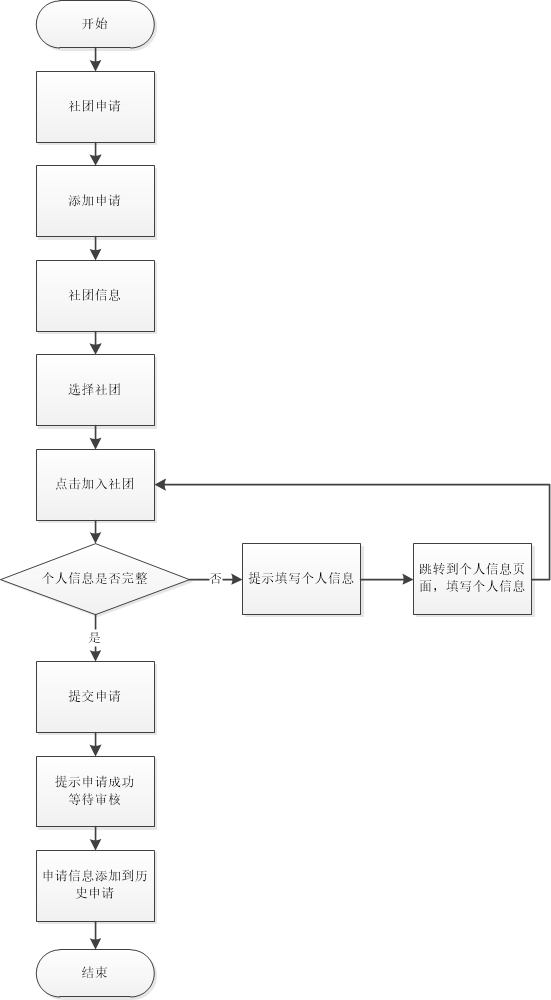 开始
社团申请
添加申请
社团信息
选择社团
点击加入社团
个人信息是否完整
否
提示填写个人信息
跳转到个人信息页
面，填写个人信息
是
提交申请
提示申请成功
等待审核
申请信息添加到历
史申请
结束